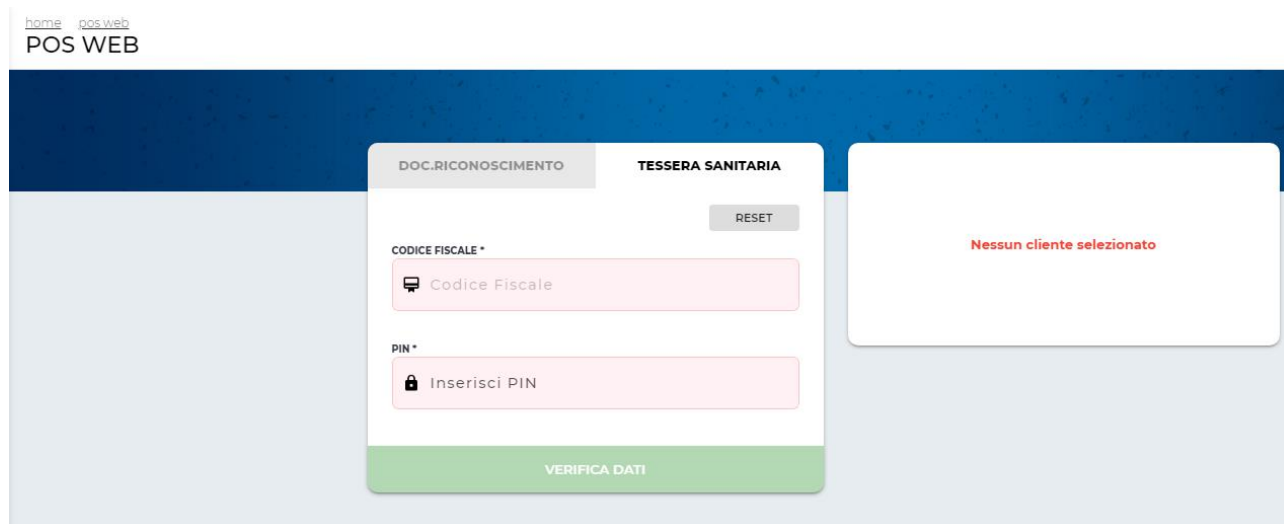 home pos web
POS WEB
DOC.RICONOSCIMENTO TESSERA SANITARIA
RESET
CODICE FISCALE *
Codice Fiscale
PIN *
Inserisci PIN
VERIFICA DATI
Nessun cliente selezionato